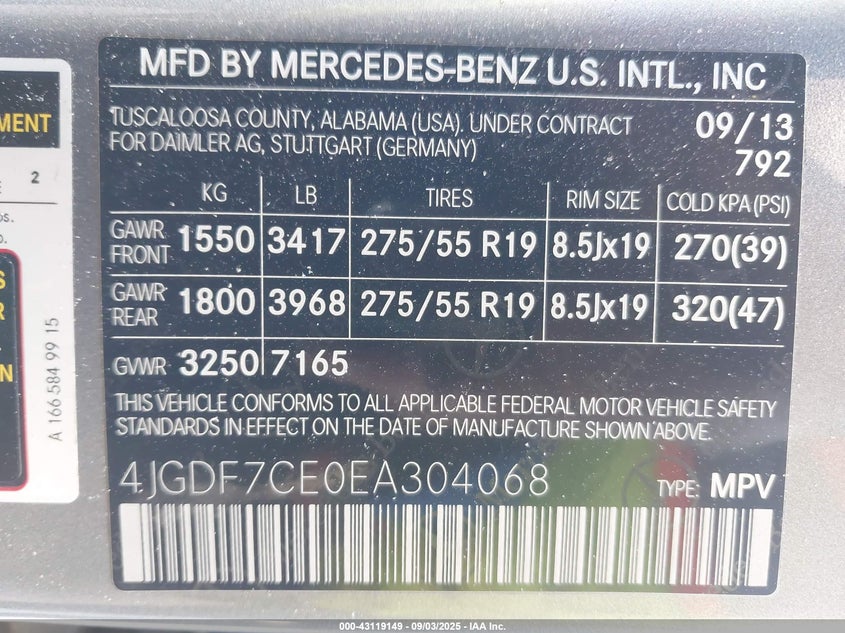 MFD BY MERCEDES-BENZ U.S. INTL., INC
TUSCALOOSA COUNTY, ALABAMA (USA). UNDER CONTRACT
FOR DAIMLER AG, STUTTGART (GERMANY)
09/13
792
KG LB TIRES RIM SIZE COLD KPA(PSI)
GAWR FRONT 1550 3417 275/55 R19 8.5Jx19 270(39)
GAWR REAR 1800 3968 275/55 R19 8.5Jx19 320(47)
GVWR 3250 7165
THIS VEHICLE CONFORMS TO ALL APPLICABLE FEDERAL MOTOR VEHICLE SAFETY
STANDARDS IN EFFECT ON THE DATE OF MANUFACTURE SHOWN ABOVE.
4JGDF7CE0EA304068 TYPE: MPV
2
A 166 584 99 15
000-43119149 - 09/03/2025 - IAA Inc.